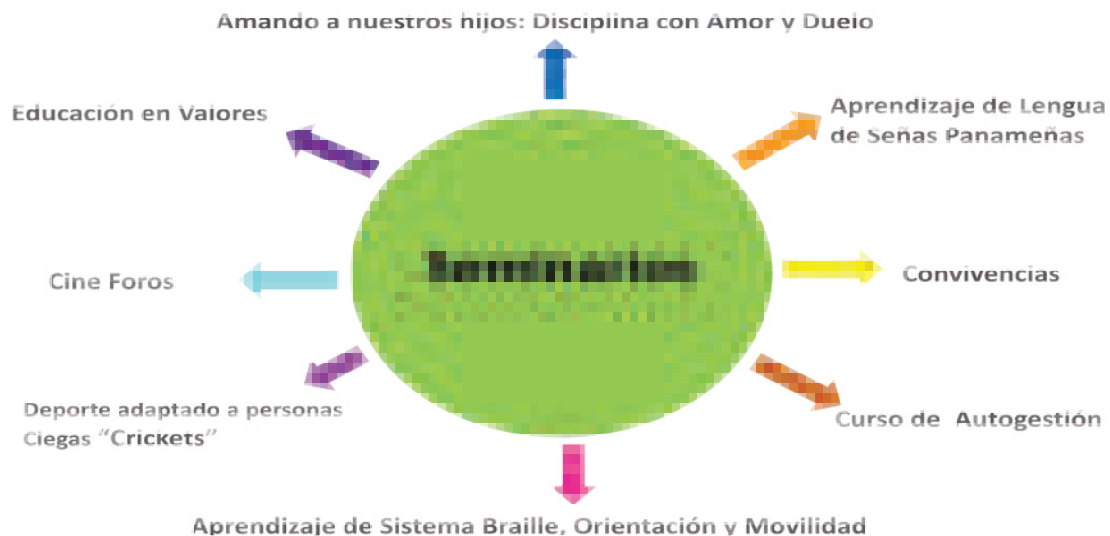 Amando a nuestros hijos: Disciplina con Amor y Duelo
Educación en Valores
Aprendizaje de Lengua
de Señas Panameñas
Seminarios
Cine Foros
Convivencias
Deporte adaptado a personas
Ciegas “Crickets”
Curso de Autogestión
Aprendizaje de Sistema Braille, Orientación y Movilidad